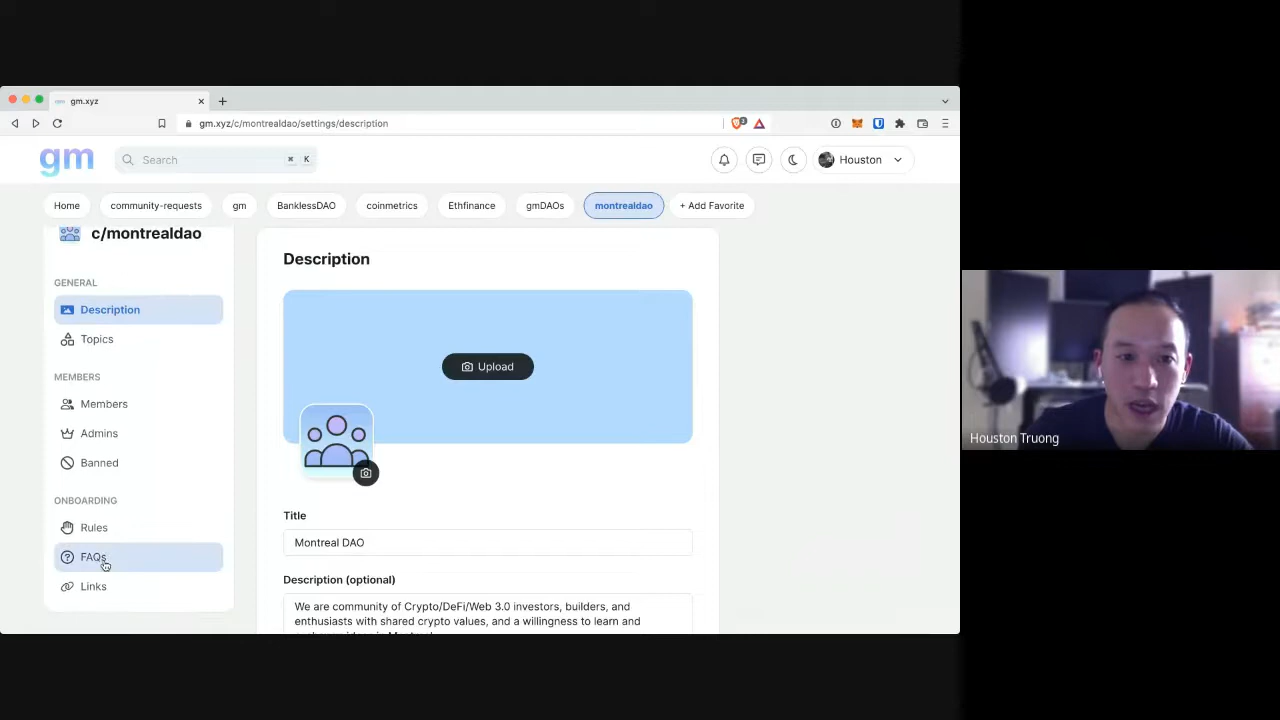 gm.xyz
gm.xyz/c/montrealdao/settings/description
gm
Search
⌘ K
Houston
Home
community-requests
gm
BanklessDAO
coinmetrics
Ethfinance
gmDAOs
montrealdao
+ Add Favorite
c/montrealdao
GENERAL
Description
Topics
MEMBERS
Members
Admins
Banned
ONBOARDING
Rules
FAQs
Links
Description
Upload
Title
Montreal DAO
Description (optional)
We are community of Crypto/DeFi/Web 3.0 investors, builders, and
enthusiasts with shared crypto values, and a willingness to learn and
Houston Truong